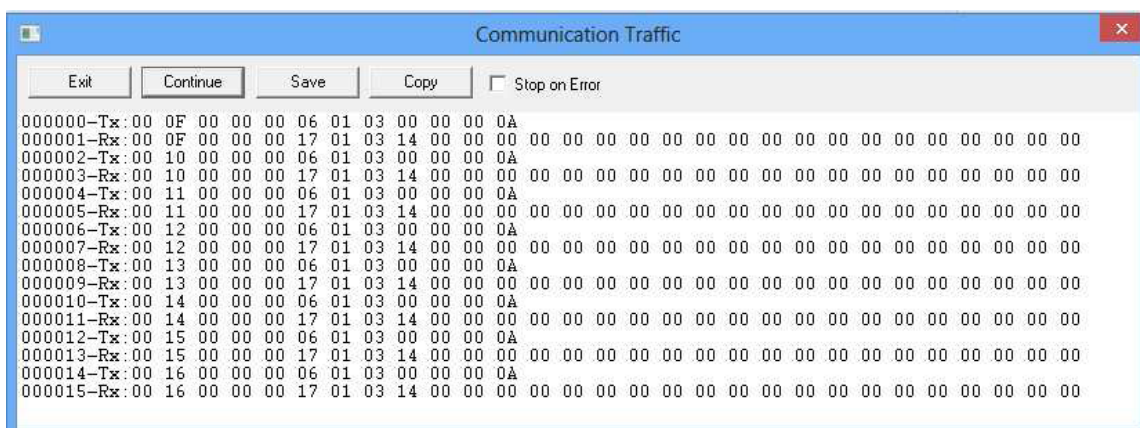 Communication Traffic
Exit Continue Save Copy Stop on Error
000000-Tx:00 0F 00 00 00 06 01 03 00 00 00 0A
000001-Rx:00 0F 00 00 00 17 01 03 14 00 00 00 00 00 00 00 00 00 00 00 00 00 00 00 00 00 00 00 00
000002-Tx:00 10 00 00 00 06 01 03 00 00 00 0A
000003-Rx:00 10 00 00 00 17 01 03 14 00 00 00 00 00 00 00 00 00 00 00 00 00 00 00 00 00 00 00 00
000004-Tx:00 11 00 00 00 06 01 03 00 00 00 0A
000005-Rx:00 11 00 00 00 17 01 03 14 00 00 00 00 00 00 00 00 00 00 00 00 00 00 00 00 00 00 00 00
000006-Tx:00 12 00 00 00 06 01 03 00 00 00 0A
000007-Rx:00 12 00 00 00 17 01 03 14 00 00 00 00 00 00 00 00 00 00 00 00 00 00 00 00 00 00 00 00
000008-Tx:00 13 00 00 00 06 01 03 00 00 00 0A
000009-Rx:00 13 00 00 00 17 01 03 14 00 00 00 00 00 00 00 00 00 00 00 00 00 00 00 00 00 00 00 00
000010-Tx:00 14 00 00 00 06 01 03 00 00 00 0A
000011-Rx:00 14 00 00 00 17 01 03 14 00 00 00 00 00 00 00 00 00 00 00 00 00 00 00 00 00 00 00 00
000012-Tx:00 15 00 00 00 06 01 03 00 00 00 0A
000013-Rx:00 15 00 00 00 17 01 03 14 00 00 00 00 00 00 00 00 00 00 00 00 00 00 00 00 00 00 00 00
000014-Tx:00 16 00 00 00 06 01 03 00 00 00 0A
000015-Rx:00 16 00 00 00 17 01 03 14 00 00 00 00 00 00 00 00 00 00 00 00 00 00 00 00 00 00 00 00